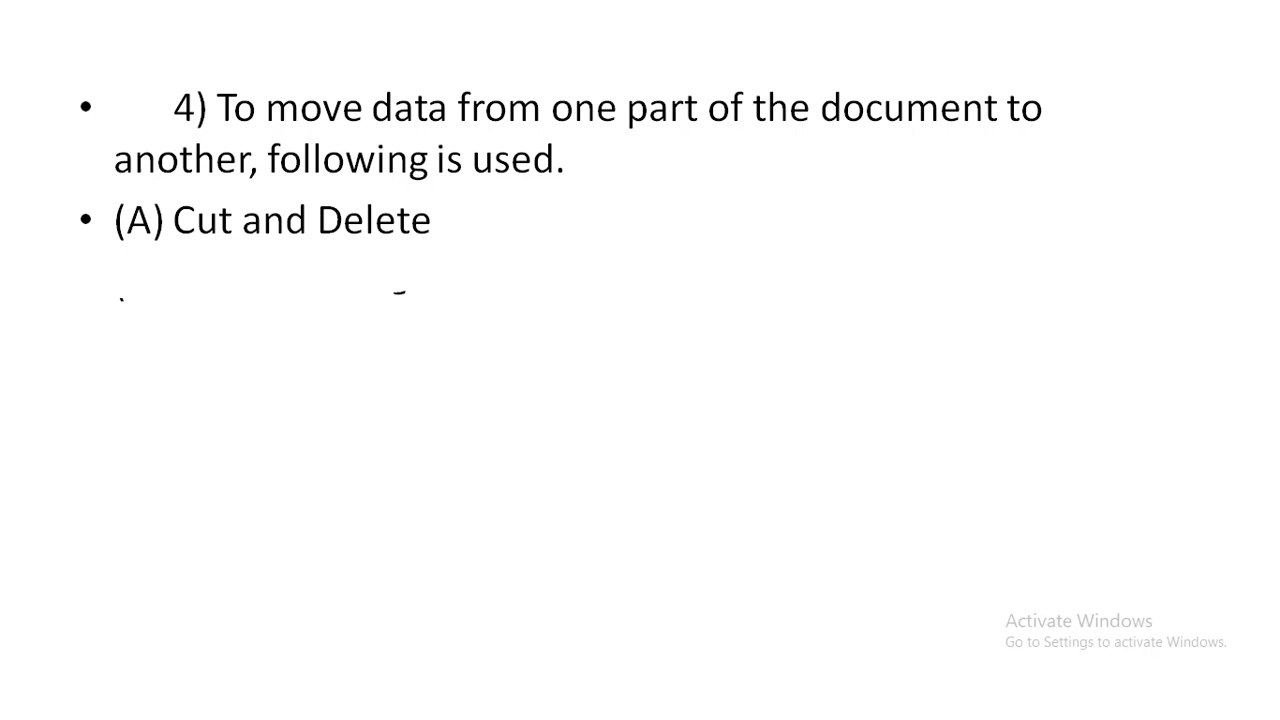 • 4) To move data from one part of the document to
another, following is used.
• (A) Cut and Delete
Activate Windows
Go to Settings to activate Windows.